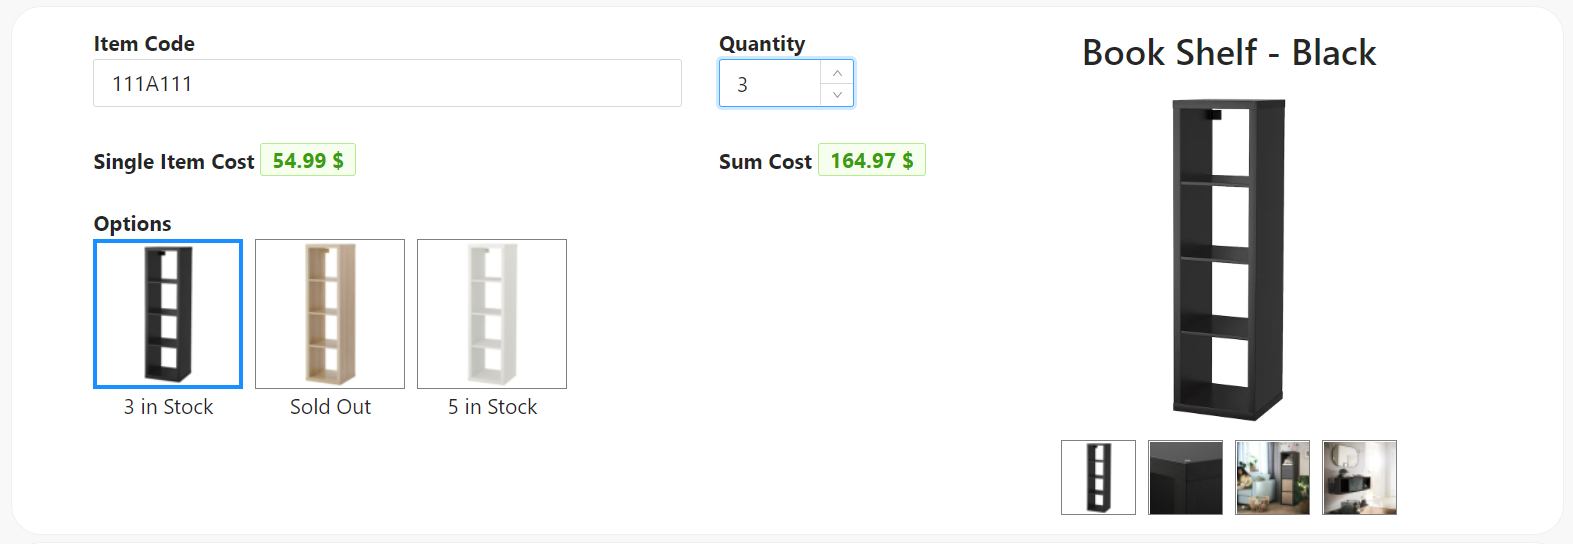 Item Code
111A111
Quantity
3
Book Shelf - Black
Single Item Cost 54.99 $
Sum Cost 164.97 $
Options
3 in Stock
Sold Out
5 in Stock